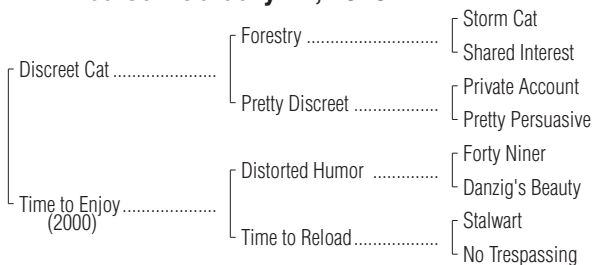 Storm Cat
Forestry
Shared Interest
Discreet Cat
Private Account
Pretty Discreet
Pretty Persuasive
Forty Niner
Distorted Humor
Danzig's Beauty
Time to Enjoy
(2000)
Stalwart
Time to Reload
No Trespassing